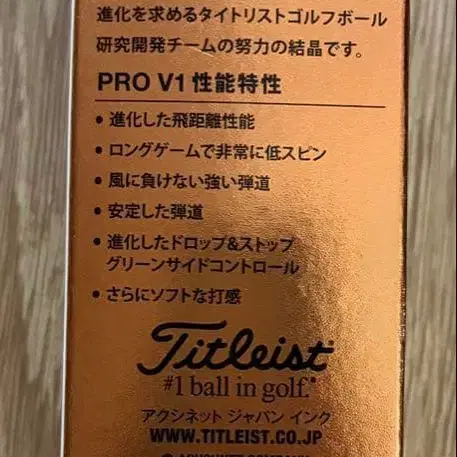 進化を求めるタイトリストゴルフボール
研究開発チームの努力の結晶です。
PRO V1 性能特性
• 進化した飛距離性能
• ロングゲームで非常に低スピン
• 風に負けない強い弾道
• 安定した弾道
• 進化したドロップ&ストップ
グリーンサイドコントロール
• さらにソフトな打感
Titleist
#1 ball in golf.®
アクシネット ジャパン インク
WWW.TITLEIST.CO.JP